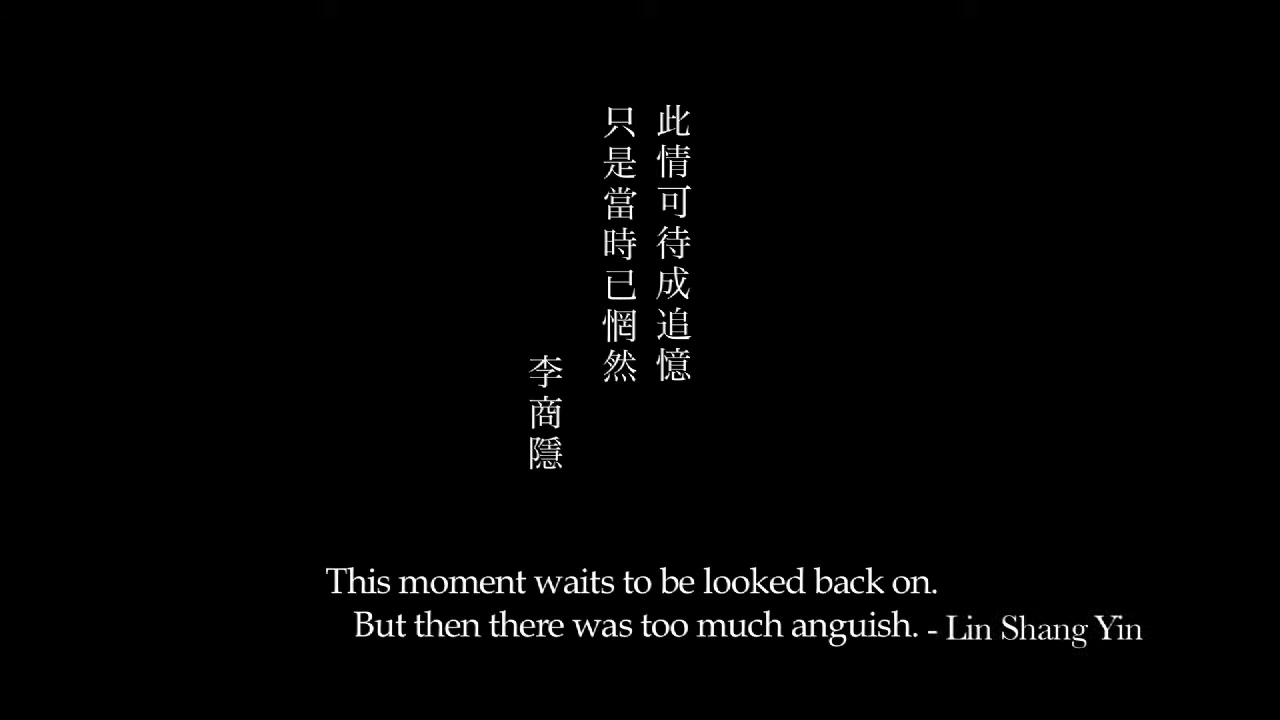 此情可待成追憶
只是當時已惘然
李商隱
This moment waits to be looked back on.
But then there was too much anguish. - Lin Shang Yin